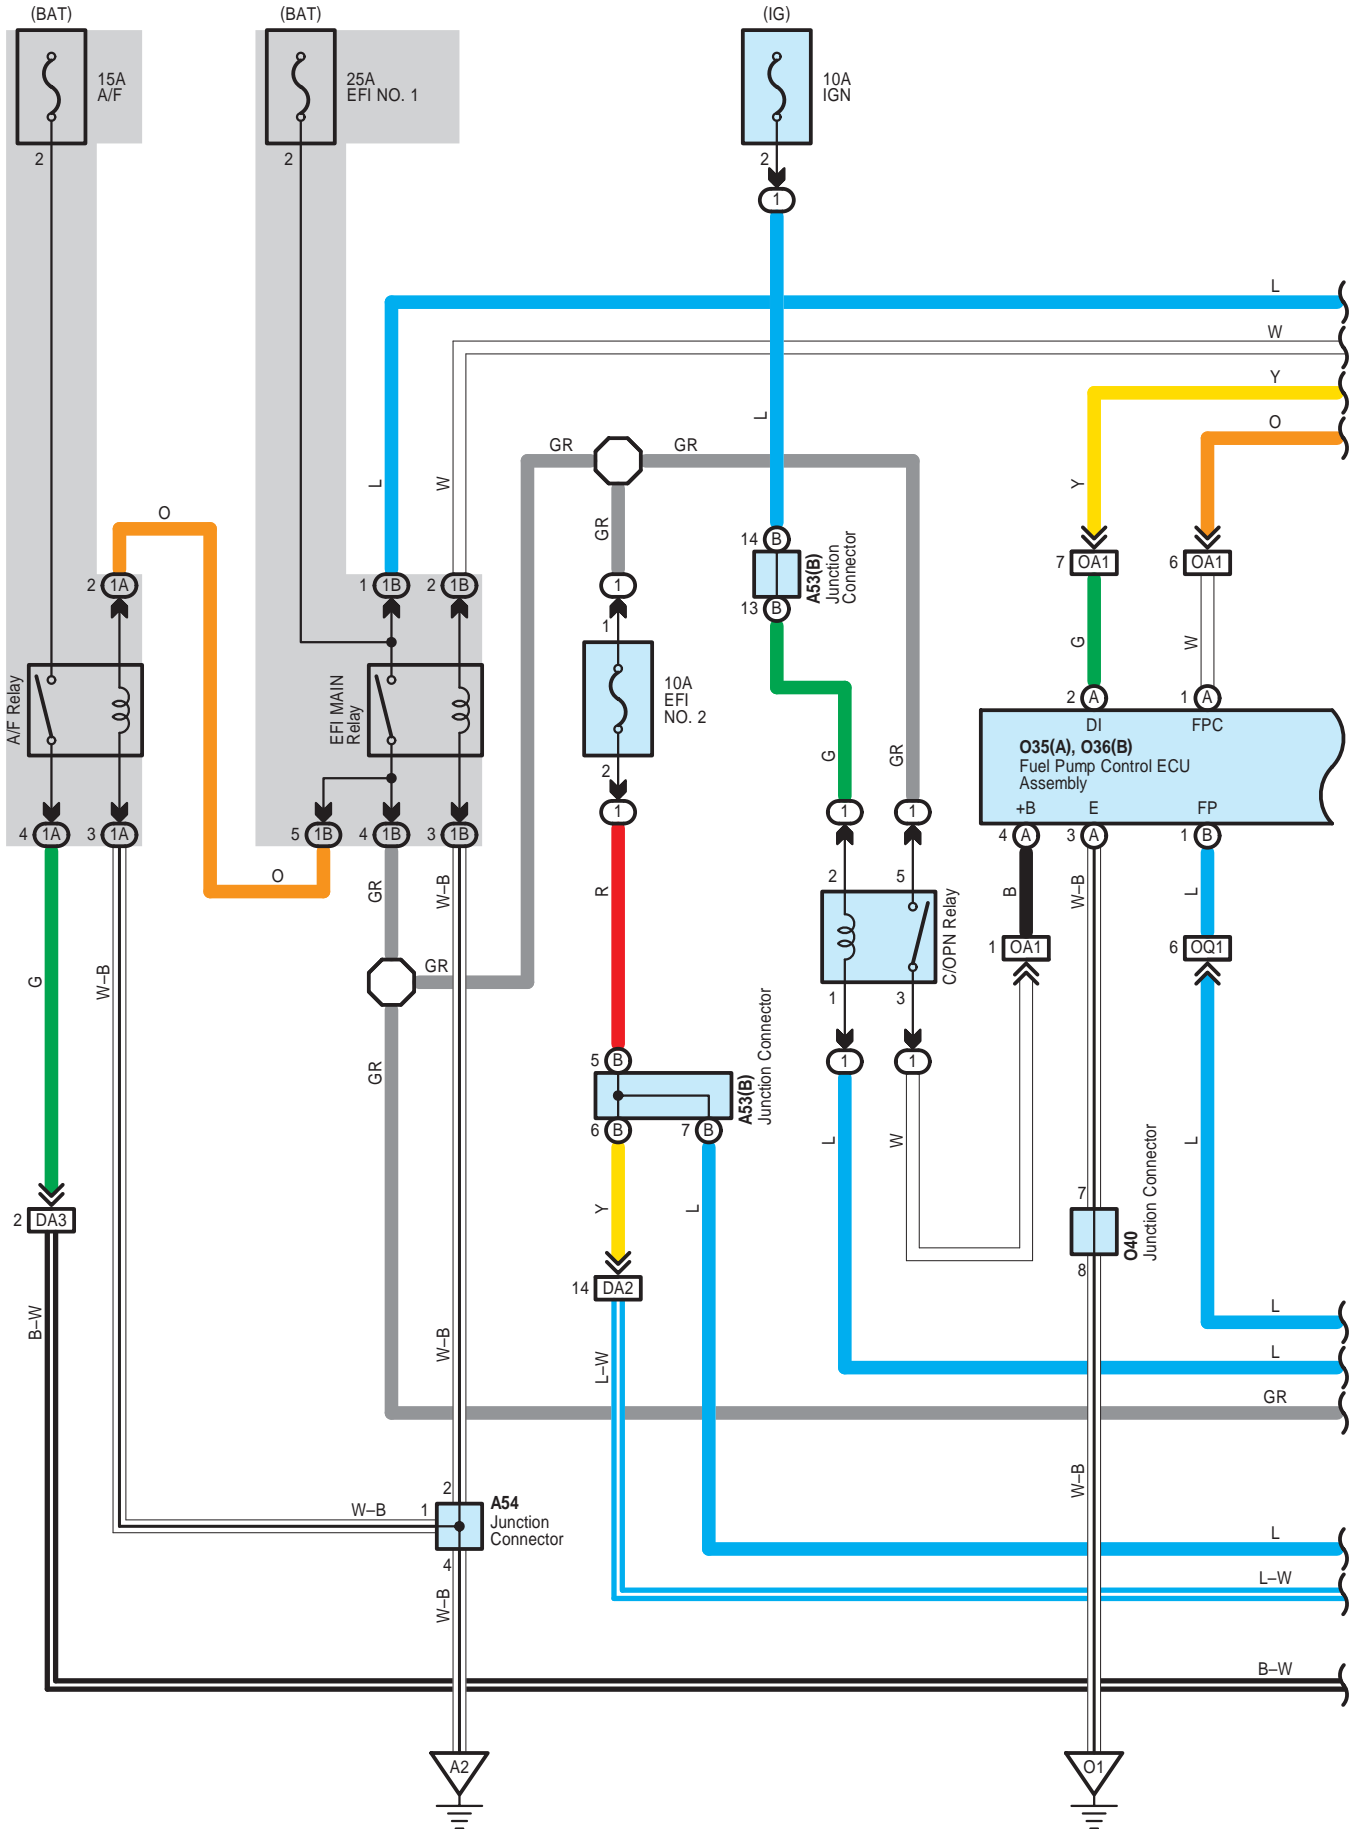 (BAT)
(BAT)
(IG)
15A
A/F
25A
EFI NO. 1
10A
IGN
2
2
2
1
L
W
Y
O
L
GR
GR
O
L
W
GR
Y
14 B
A53(B)
Junction
Connector
13 B
7 OA1
6 OA1
2 1A
1 1B
2 1B
1
1
G
W
A/F Relay
EFI MAIN
Relay
10A
EFI
NO. 2
2
2 A
1 A
DI
FPC
O35(A), O36(B)
Fuel Pump Control ECU
Assembly
+B
E
FP
G
GR
4 1A
3 1A
5 1B
4 1B
3 1B
1
1
1
4 A
3 A
1 B
O
GR
W–B
R
2
5
C/OPN Relay
B
W–B
L
1 OA1
6 OQ1
G
W–B
GR
1
3
GR
5 B
A53(B)
Junction Connector
1
1
6 B
7 B
L
W
L
Y
L
7
O40
Junction Connector
8
2 DA3
14 DA2
B–W
W–B
L–W
L
L
GR
W–B
2
W–B
1
A54
Junction
Connector
4
W–B
L
L–W
B–W
A2
O1